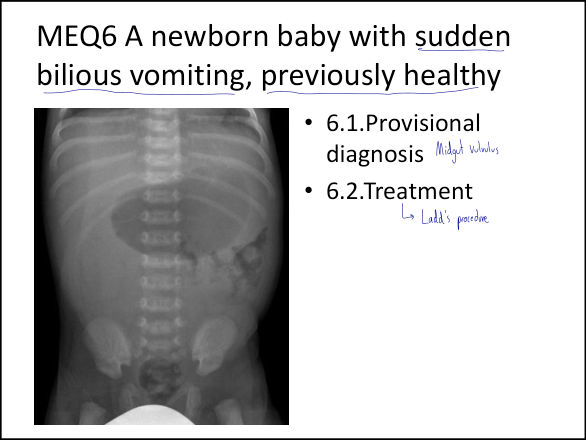 MEQ6 A newborn baby with sudden
bilious vomiting, previously healthy
• 6.1.Provisional
diagnosis Midgut volvulus
• 6.2.Treatment
↳ Ladd's procedure